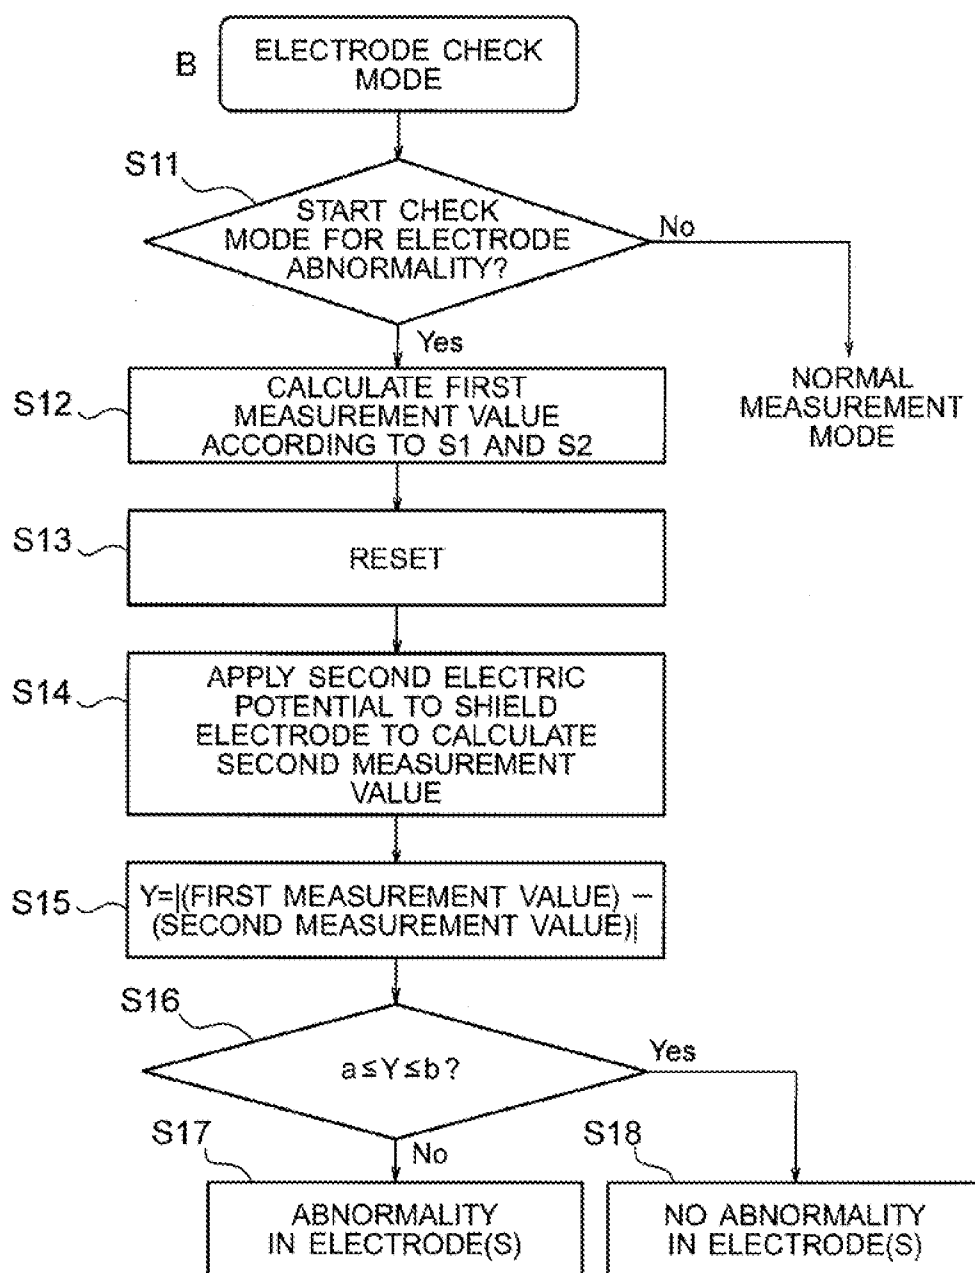 B
ELECTRODE CHECK
MODE
S11
START CHECK
MODE FOR ELECTRODE
ABNORMALITY?
No
Yes
NORMAL
MEASUREMENT
MODE
S12
CALCULATE FIRST
MEASUREMENT VALUE
ACCORDING TO S1 AND S2
S13
RESET
S14
APPLY SECOND ELECTRIC
POTENTIAL TO SHIELD
ELECTRODE TO CALCULATE
SECOND MEASUREMENT
VALUE
S15
Y=|(FIRST MEASUREMENT VALUE) –
(SECOND MEASUREMENT VALUE)|
S16
a≤Y≤b?
Yes
No
S17
ABNORMALITY
IN ELECTRODE(S)
S18
NO ABNORMALITY
IN ELECTRODE(S)